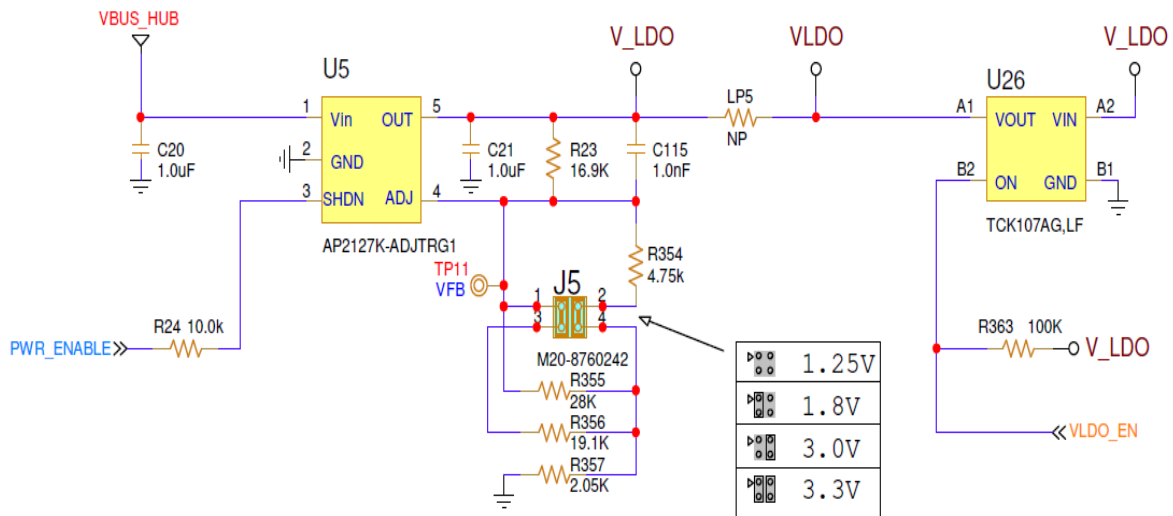 VBUS_HUB
U5
1
Vin
OUT
5
2
GND
3
SHDN
ADJ
4
AP2127K-ADJTRG1
C20
1.0uF
C21
1.0uF
R23
16.9K
V_LDO
C115
1.0nF
LP5
NP
VLDO
V_LDO
U26
A1
VOUT
VIN
A2
B2
ON
GND
B1
TCK107AG,LF
R354
4.75k
TP11
VFB
J5
1
2
3
4
M20-8760242
R24 10.0k
PWR_ENABLE
R355
28K
R356
19.1K
R357
2.05K
1.25V
1.8V
3.0V
3.3V
R363 100K
V_LDO
VLDO_EN